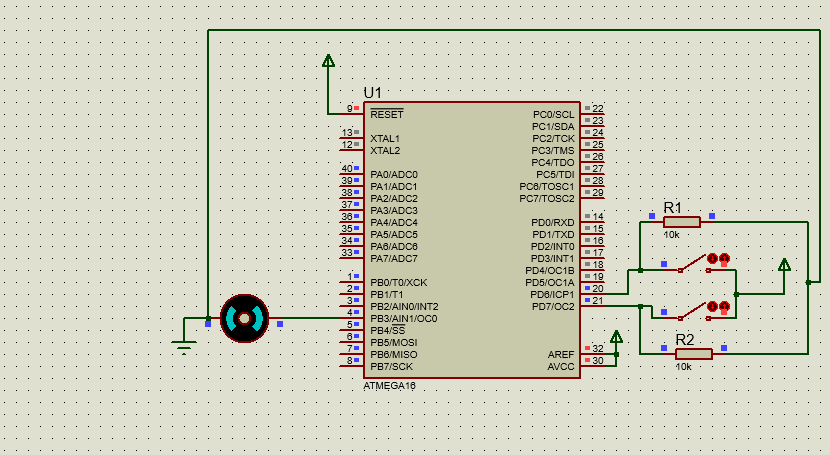 U1
9 RESET
13 XTAL1
12 XTAL2
40 PA0/ADC0
39 PA1/ADC1
38 PA2/ADC2
37 PA3/ADC3
36 PA4/ADC4
35 PA5/ADC5
34 PA6/ADC6
33 PA7/ADC7
1 PB0/T0/XCK
2 PB1/T1
3 PB2/AIN0/INT2
4 PB3/AIN1/OC0
5 PB4/SS
6 PB5/MOSI
7 PB6/MISO
8 PB7/SCK
PC0/SCL 22
PC1/SDA 23
PC2/TCK 24
PC3/TMS 25
PC4/TDO 26
PC5/TDI 27
PC6/TOSC1 28
PC7/TOSC2 29
PD0/RXD 14
PD1/TXD 15
PD2/INT0 16
PD3/INT1 17
PD4/OC1B 18
PD5/OC1A 19
PD6/ICP1 20
PD7/OC2 21
AREF 32
AVCC 30
ATMEGA16
R1
10k
R2
10k